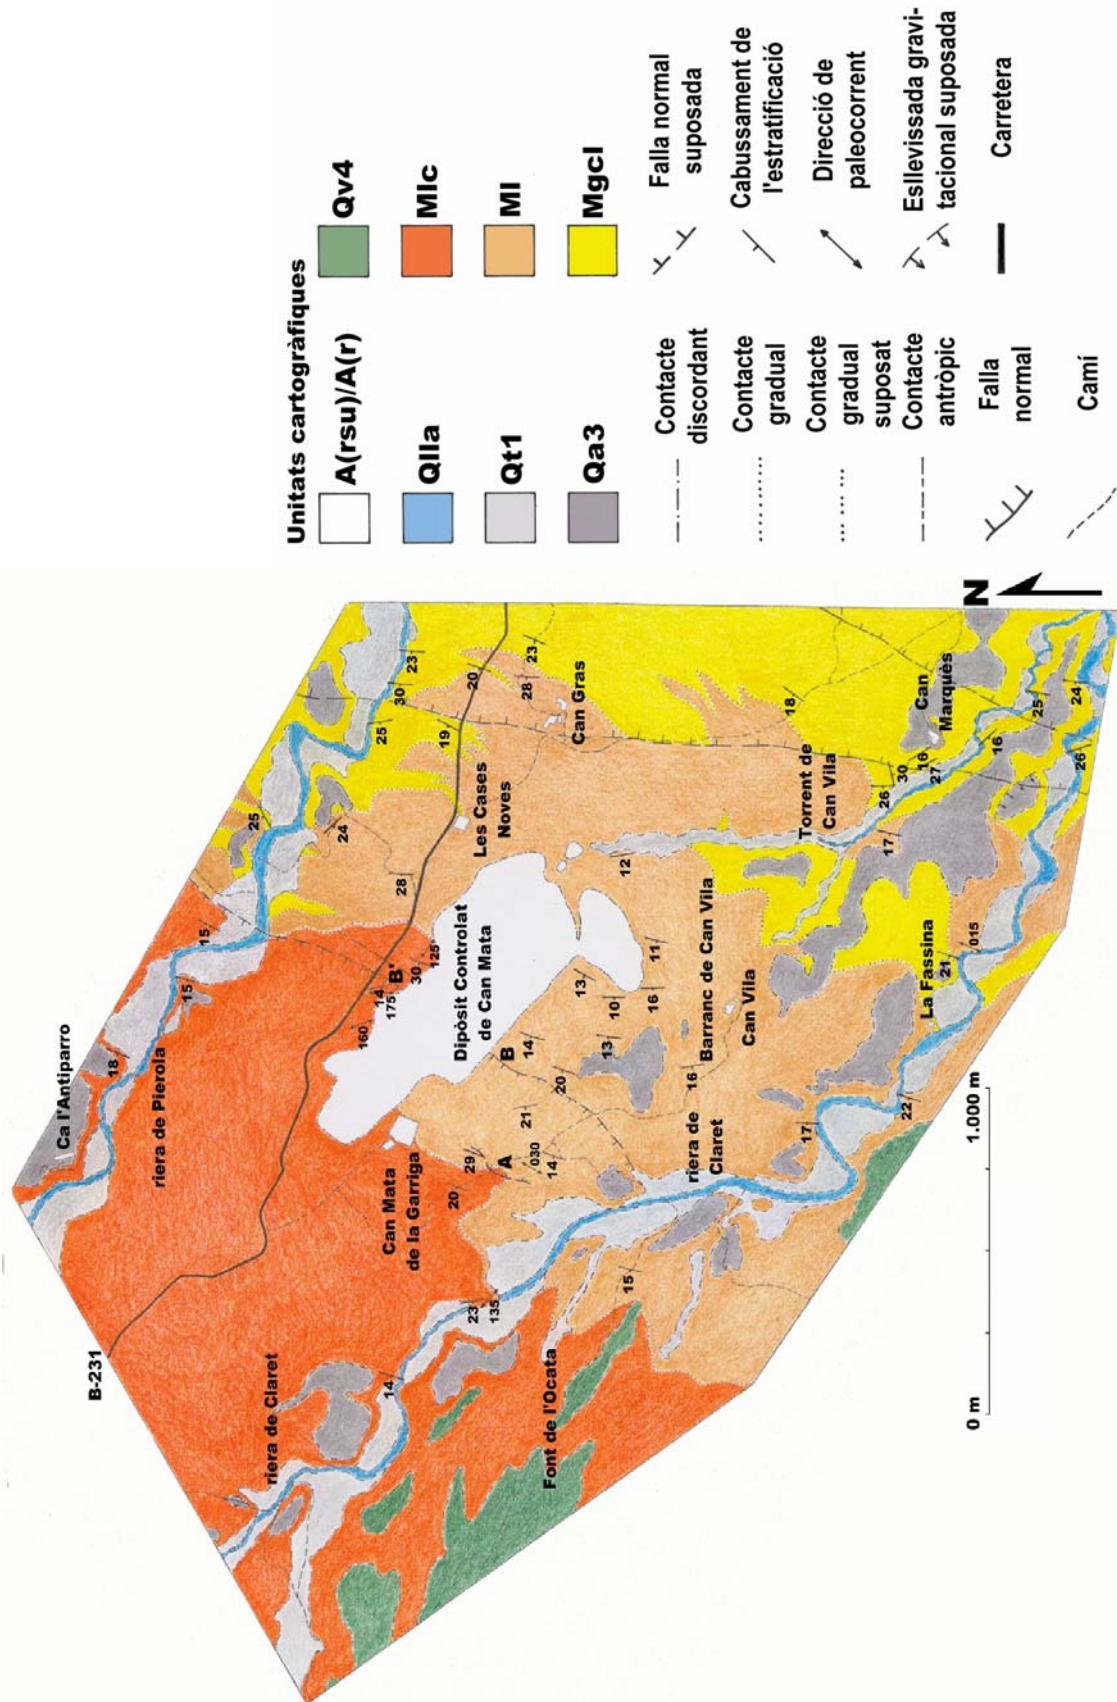 Ca l'Antiparro
B-231
18
riera de Pierola
15
15
25
riera de Claret
24
25
160
14
175
B'
30
125
28
30
23
Can Mata
de la Garriga
14
19
20
20
29
Dipòsit Controlat
de Can Mata
Les Cases
Noves
23
135
A
B
28
23
Can Gras
030
14
21
14
13
Font de l'Ocata
20
13
10
12
15
16
11
16
riera de
Claret
Barranc de Can Vila
Can Vila
18
Torrent de
Can Vila
17
17
26
30
16
27
Can
Marquès
22
La Fassina
21
015
16
25
26
24
0 m
1.000 m
N
Unitats cartogràfiques
A(rsu)/A(r)
Qv4
Qlla
Mlc
Qt1
Ml
Qa3
Mgcl
Contacte
discordant
Falla normal
suposada
Contacte
gradual
Cabussament de
l'estratificació
Contacte
gradual
suposat
Direcció de
paleocorrent
Contacte
antròpic
Esllevissada gravi-
tacional suposada
Falla
normal
Carretera
Camí